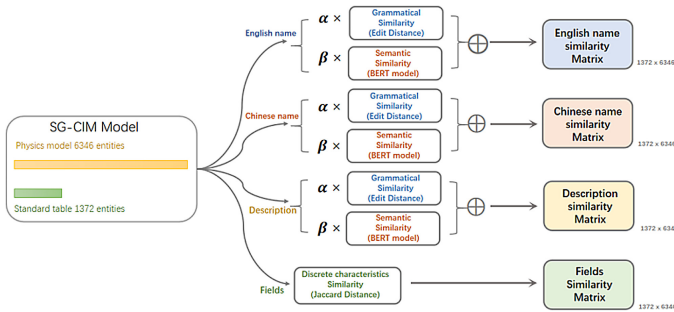 SG-CIM Model
Physics model 6346 entities
Standard table 1372 entities
English name
α ×
Grammatical
Similarity
(Edit Distance)
β ×
Semantic
Similarity
(BERT model)
English name
similarity
Matrix
1372 x 6346
Chinese name
α ×
Grammatical
Similarity
(Edit Distance)
β ×
Semantic
Similarity
(BERT model)
Chinese name
similarity
Matrix
1372 x 6346
Description
α ×
Grammatical
Similarity
(Edit Distance)
β ×
Semantic
Similarity
(BERT model)
Description
similarity
Matrix
1372 x 634
Fields
Discrete characteristics
Similarity
(Jaccard Distance)
Fields
Similarity
Matrix
1372 x 6346